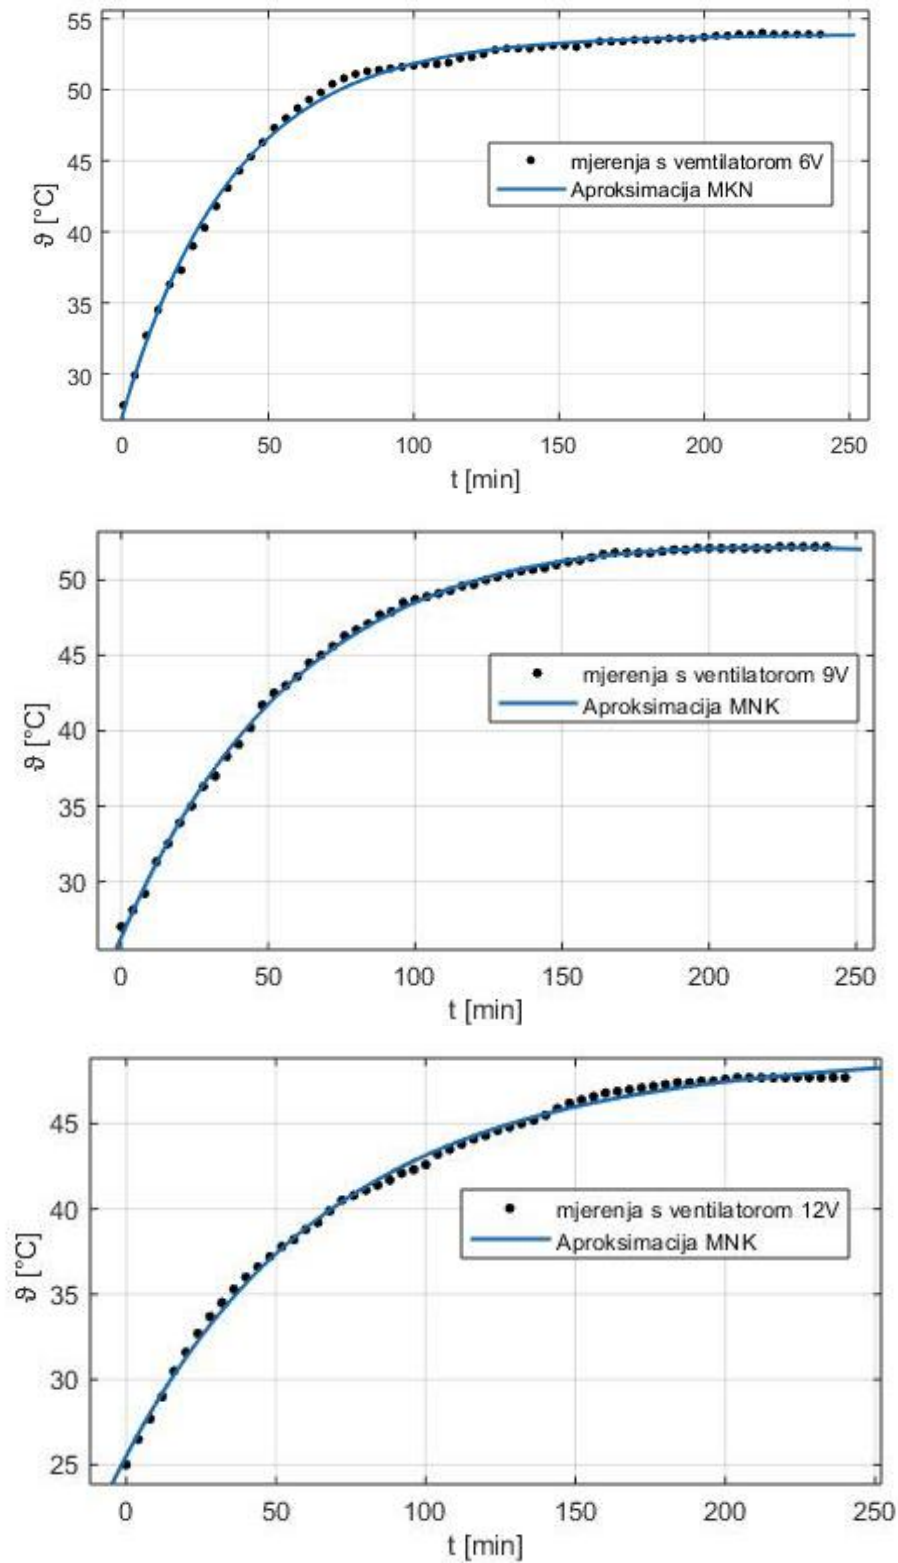 55
50
45
40
35
30
ϑ [°C]
mjerenja s vemtilatorom 6V
Aproksimacija MKN
0 50 100 150 200 250
t [min]
50
45
40
35
30
ϑ [°C]
mjerenja s ventilatorom 9V
Aproksimacija MNK
0 50 100 150 200 250
t [min]
45
40
35
30
25
ϑ [°C]
mjerenja s ventilatorom 12V
Aproksimacija MNK
0 50 100 150 200 250
t [min]